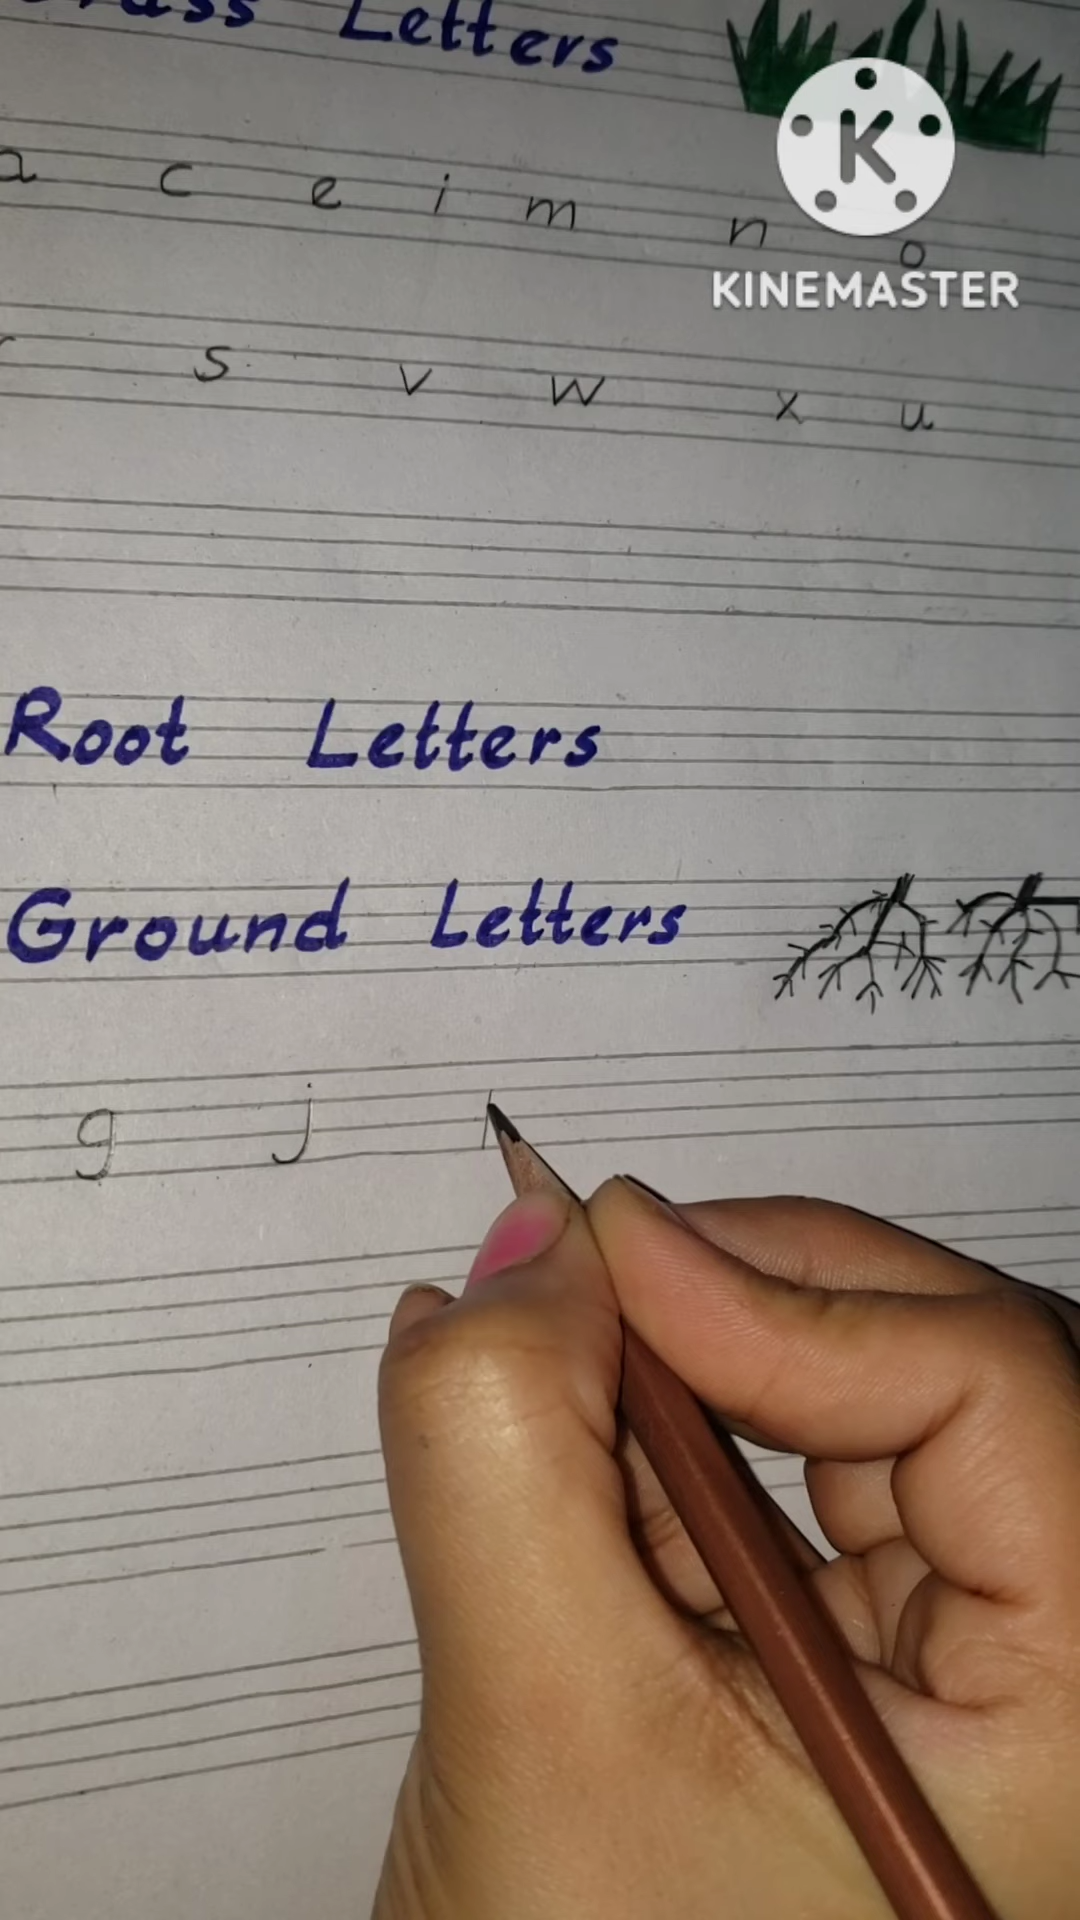 Letters
a c e i m n o
s v w x u
Root Letters
Ground Letters
g j
K
KINEMASTER